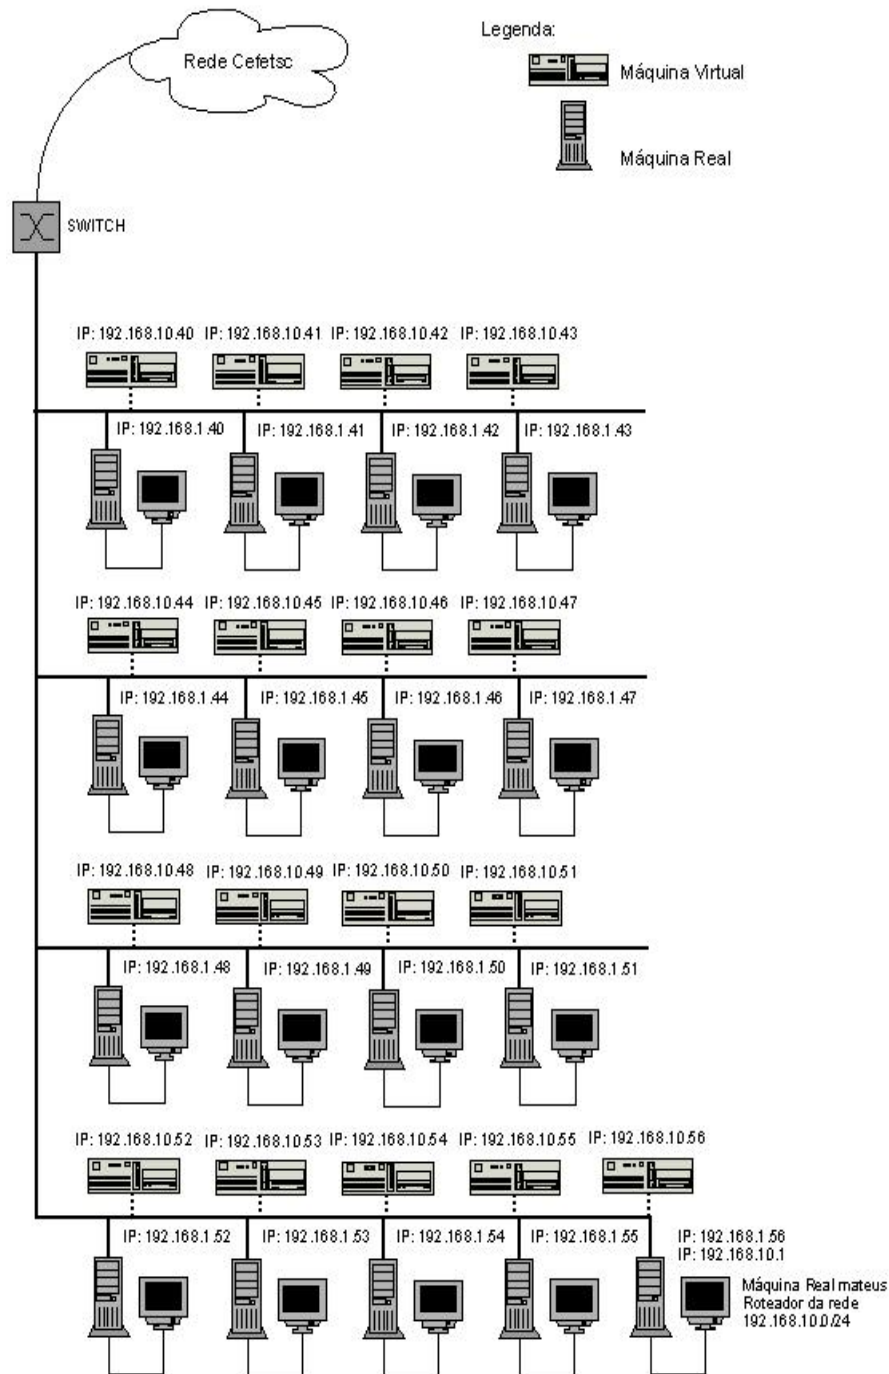 Rede Cefetsc
Legenda:
Máquina Virtual
Máquina Real
SWITCH
IP: 192.168.10.40 IP: 192.168.10.41 IP: 192.168.10.42 IP: 192.168.10.43
IP: 192.168.1.40 IP: 192.168.1.41 IP: 192.168.1.42 IP: 192.168.1.43
IP: 192.168.10.44 IP: 192.168.10.45 IP: 192.168.10.46 IP: 192.168.10.47
IP: 192.168.1.44 IP: 192.168.1.45 IP: 192.168.1.46 IP: 192.168.1.47
IP: 192.168.10.48 IP: 192.168.10.49 IP: 192.168.10.50 IP: 192.168.10.51
IP: 192.168.1.48 IP: 192.168.1.49 IP: 192.168.1.50 IP: 192.168.1.51
IP: 192.168.10.52 IP: 192.168.10.53 IP: 192.168.10.54 IP: 192.168.10.55 IP: 192.168.10.56
IP: 192.168.1.52 IP: 192.168.1.53 IP: 192.168.1.54 IP: 192.168.1.55 IP: 192.168.1.56
IP: 192.168.10.1
Máquina Real mateus
Roteador da rede
192.168.10.0/24